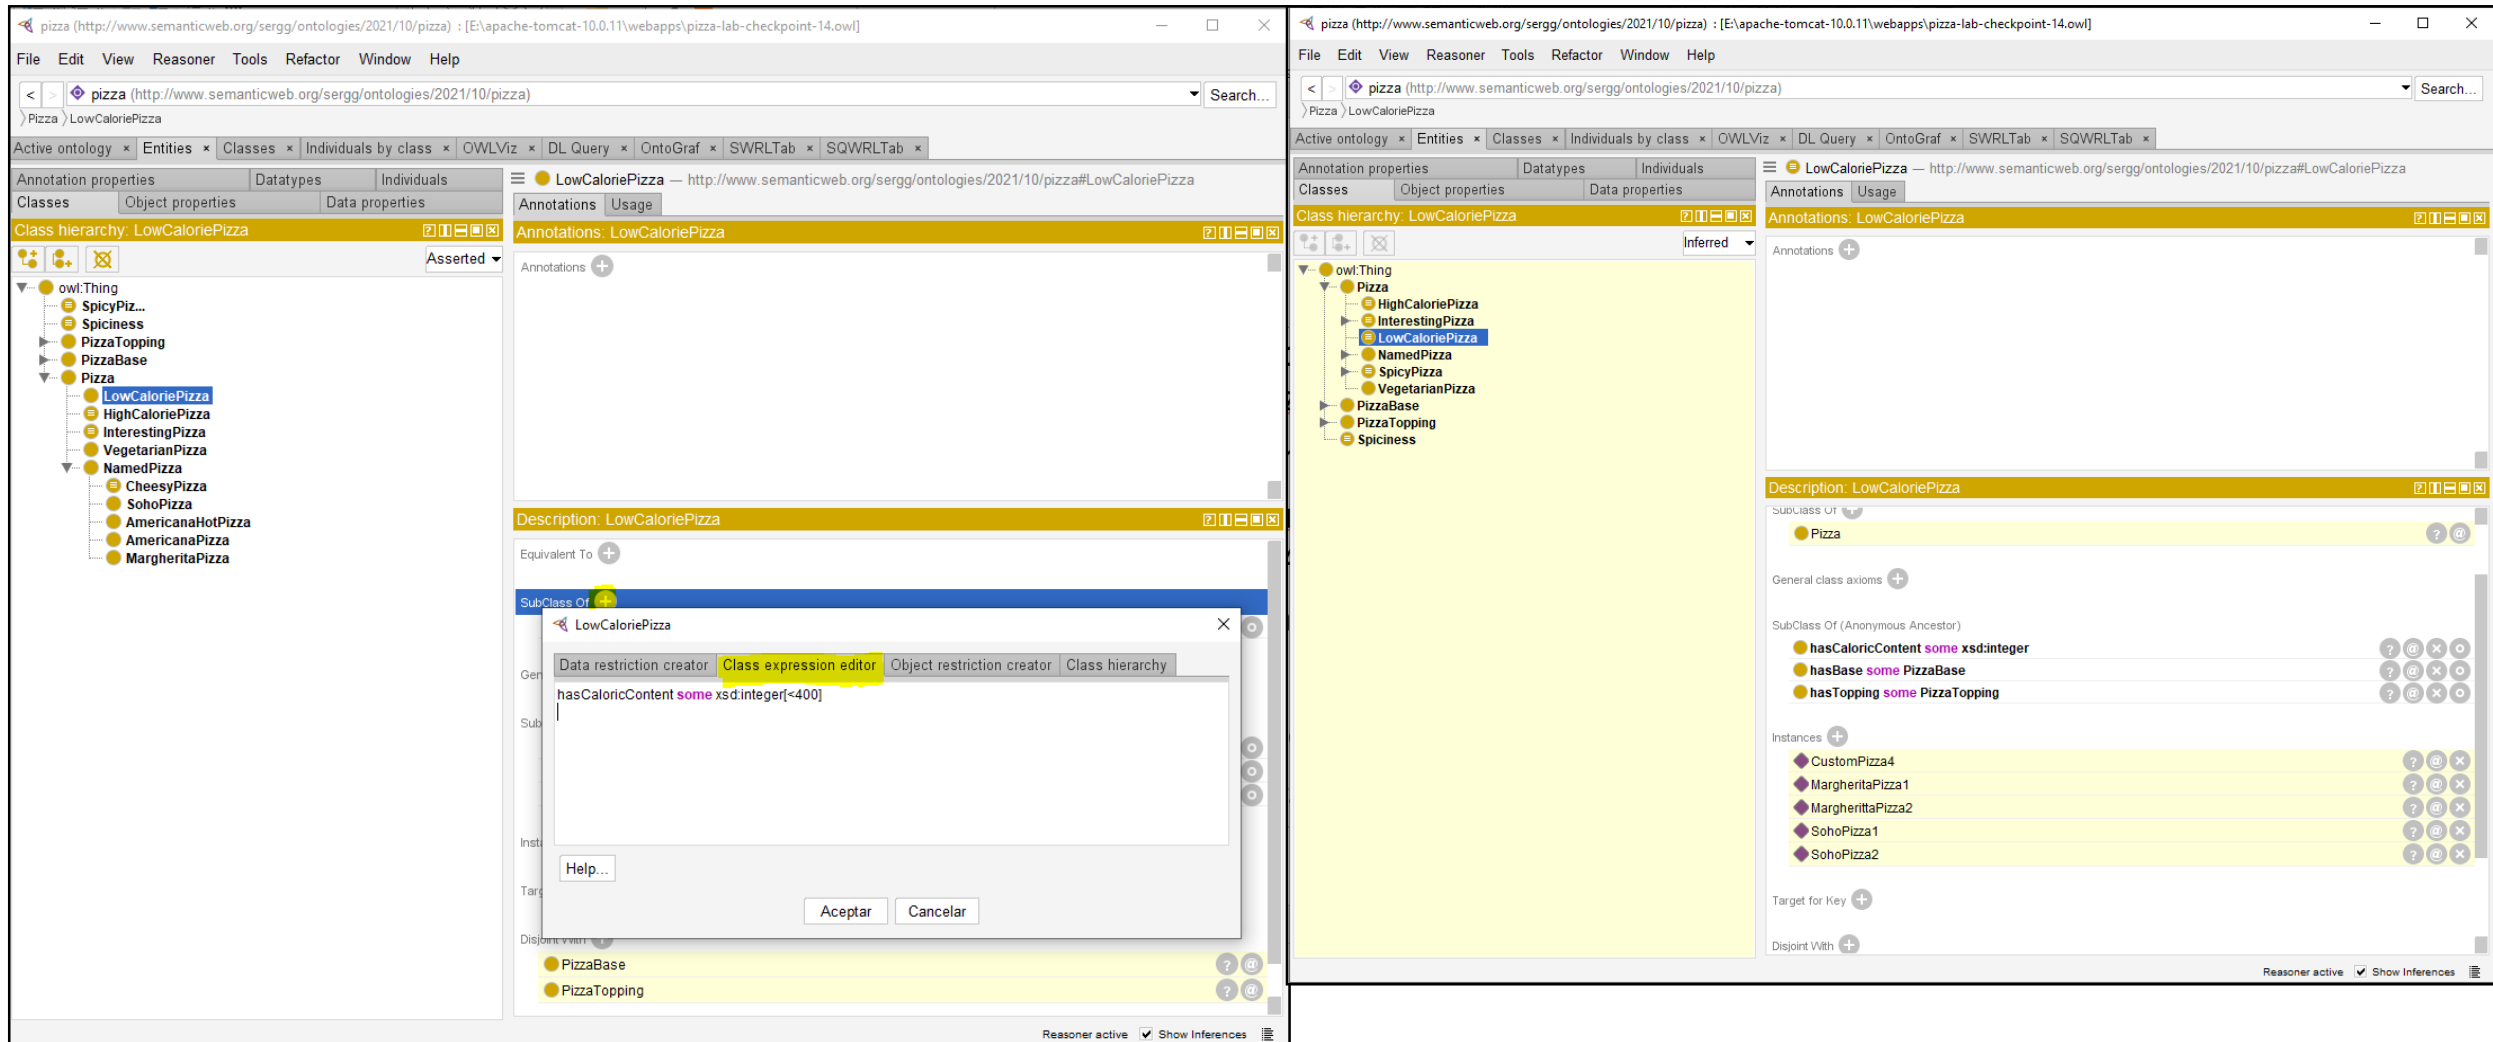 pizza (http://www.semanticweb.org/sergg/ontologies/2021/10/pizza) : [E:\apache-tomcat-10.0.11\webapps\pizza-lab-checkpoint-14.owl]
File Edit View Reasoner Tools Refactor Window Help
< > pizza (http://www.semanticweb.org/sergg/ontologies/2021/10/pizza) Search...
Pizza LowCaloriePizza
Active ontology × Entities × Classes × Individuals by class × OWLViz × DL Query × OntoGraf × SWRLTab × SQWRLTab ×
Annotation properties Datatypes Individuals
Classes Object properties Data properties
Class hierarchy: LowCaloriePizza
Asserted
owl:Thing
SpicyPiz...
Spiciness
PizzaTopping
PizzaBase
Pizza
LowCaloriePizza
HighCaloriePizza
InterestingPizza
VegetarianPizza
NamedPizza
CheesyPizza
SohoPizza
AmericanaHotPizza
AmericanaPizza
MargheritaPizza
LowCaloriePizza — http://www.semanticweb.org/sergg/ontologies/2021/10/pizza#LowCaloriePizza
Annotations Usage
Annotations: LowCaloriePizza
Annotations
Description: LowCaloriePizza
Equivalent To
SubClass Of
LowCaloriePizza
Data restriction creator Class expression editor Object restriction creator Class hierarchy
hasCaloricContent some xsd:integer[<400]
Help...
Aceptar Cancelar
Gen
Sub
Inst
Targ
Disjoint With
PizzaBase
PizzaTopping
Reasoner active Show Inferences
pizza (http://www.semanticweb.org/sergg/ontologies/2021/10/pizza) : [E:\apache-tomcat-10.0.11\webapps\pizza-lab-checkpoint-14.owl]
File Edit View Reasoner Tools Refactor Window Help
< > pizza (http://www.semanticweb.org/sergg/ontologies/2021/10/pizza) Search...
Pizza LowCaloriePizza
Active ontology × Entities × Classes × Individuals by class × OWLViz × DL Query × OntoGraf × SWRLTab × SQWRLTab ×
Annotation properties Datatypes Individuals
Classes Object properties Data properties
Class hierarchy: LowCaloriePizza
Inferred
owl:Thing
Pizza
HighCaloriePizza
InterestingPizza
LowCaloriePizza
NamedPizza
SpicyPizza
VegetarianPizza
PizzaBase
PizzaTopping
Spiciness
LowCaloriePizza — http://www.semanticweb.org/sergg/ontologies/2021/10/pizza#LowCaloriePizza
Annotations Usage
Annotations: LowCaloriePizza
Annotations
Description: LowCaloriePizza
SubClass Of
Pizza
General class axioms
SubClass Of (Anonymous Ancestor)
hasCaloricContent some xsd:integer
hasBase some PizzaBase
hasTopping some PizzaTopping
Instances
CustomPizza4
MargheritaPizza1
MargherittaPizza2
SohoPizza1
SohoPizza2
Target for Key
Disjoint With
Reasoner active Show Inferences